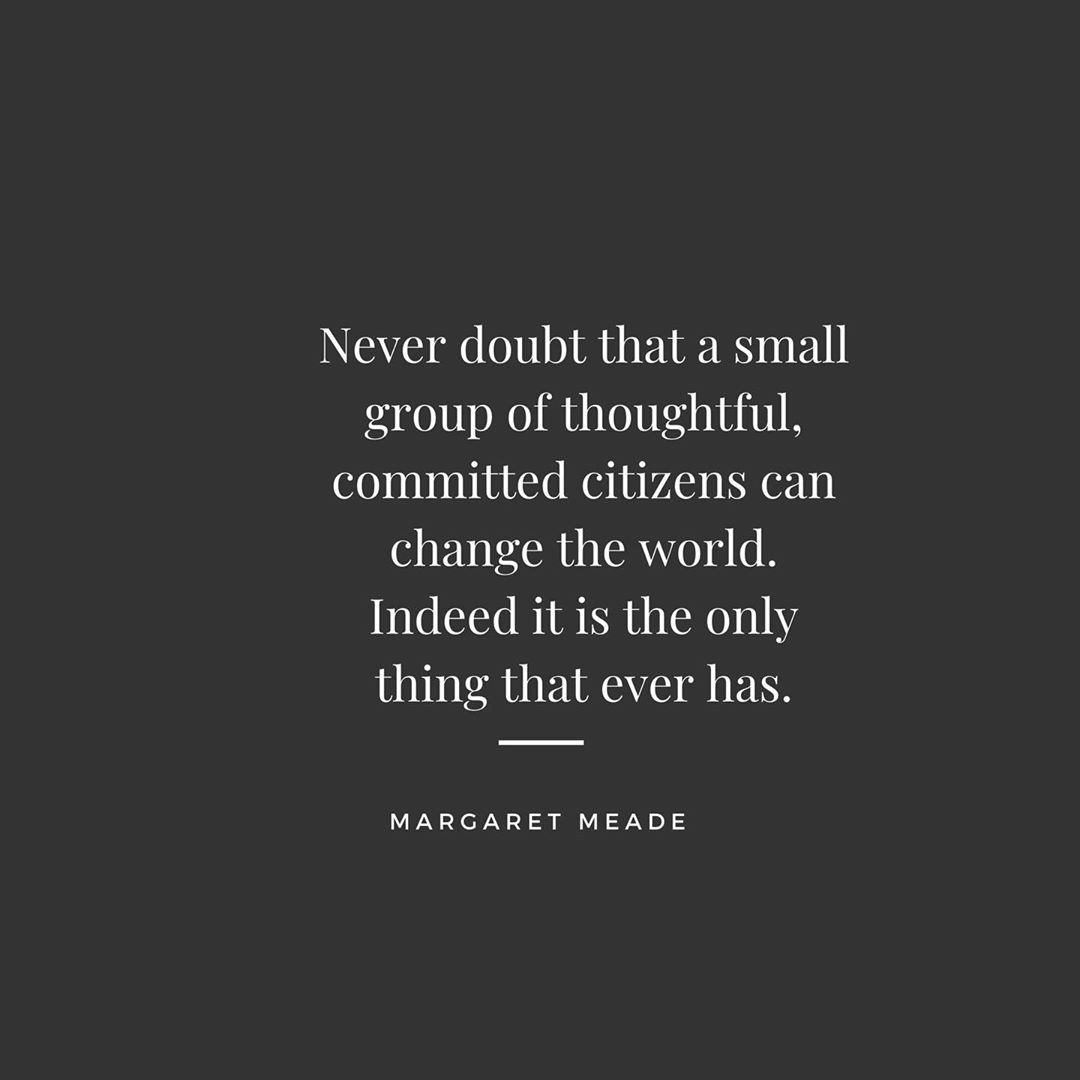 Never doubt that a small
group of thoughtful,
committed citizens can
change the world.
Indeed it is the only
thing that ever has.
MARGARET MEADE